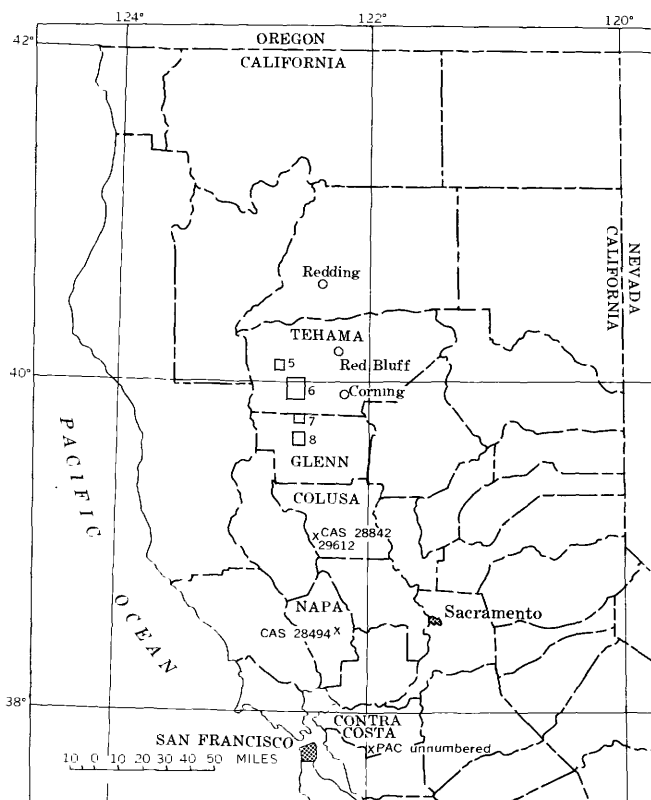 124° 122° 120°
42°
OREGON
CALIFORNIA
NEVADA
CALIFORNIA
Redding
TEHAMA
Red Bluff
5
40°
6
Corning
7
8
GLENN
PACIFIC
OCEAN
COLUSA
CAS 28842
29612
NAPA
Sacramento
CAS 28494
38°
CONTRA
COSTA
SAN FRANCISCO
PAC unnumbered
10 0 10 20 30 40 50 MILES